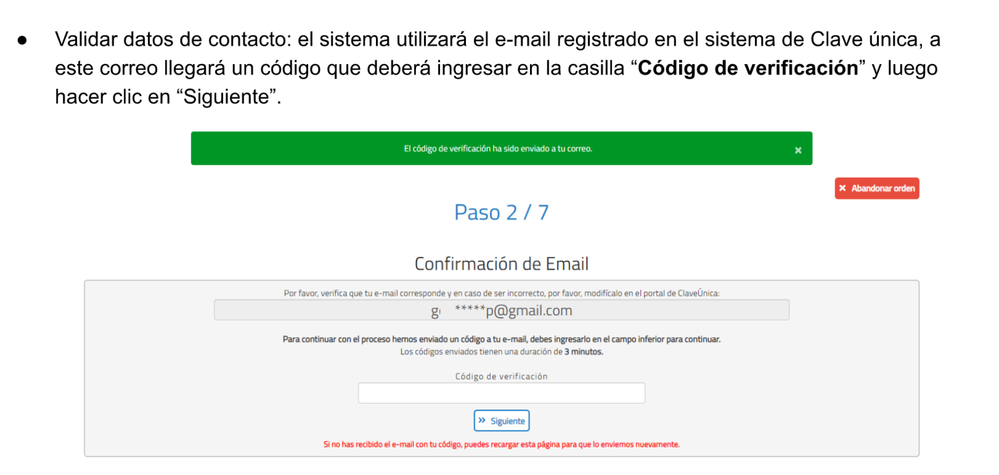 ● Validar datos de contacto: el sistema utilizará el e-mail registrado en el sistema de Clave única, a
este correo llegará un código que deberá ingresar en la casilla “Código de verificación” y luego
hacer clic en “Siguiente”.
El código de verificación ha sido enviado a tu correo.
Abandonar orden
Paso 2 / 7
Confirmación de Email
Por favor, verifica que tu e-mail corresponde y en caso de ser incorrecto, por favor, modifícalo en el portal de ClaveÚnica:
*****p@gmail.com
Para continuar con el proceso hemos enviado un código a tu e-mail, debes ingresarlo en el campo inferior para continuar.
Los códigos enviados tienen una duración de 3 minutos.
Código de verificación
» Siguiente
Si no has recibido el e-mail con tu código, puedes recargar esta página para que lo enviemos nuevamente.